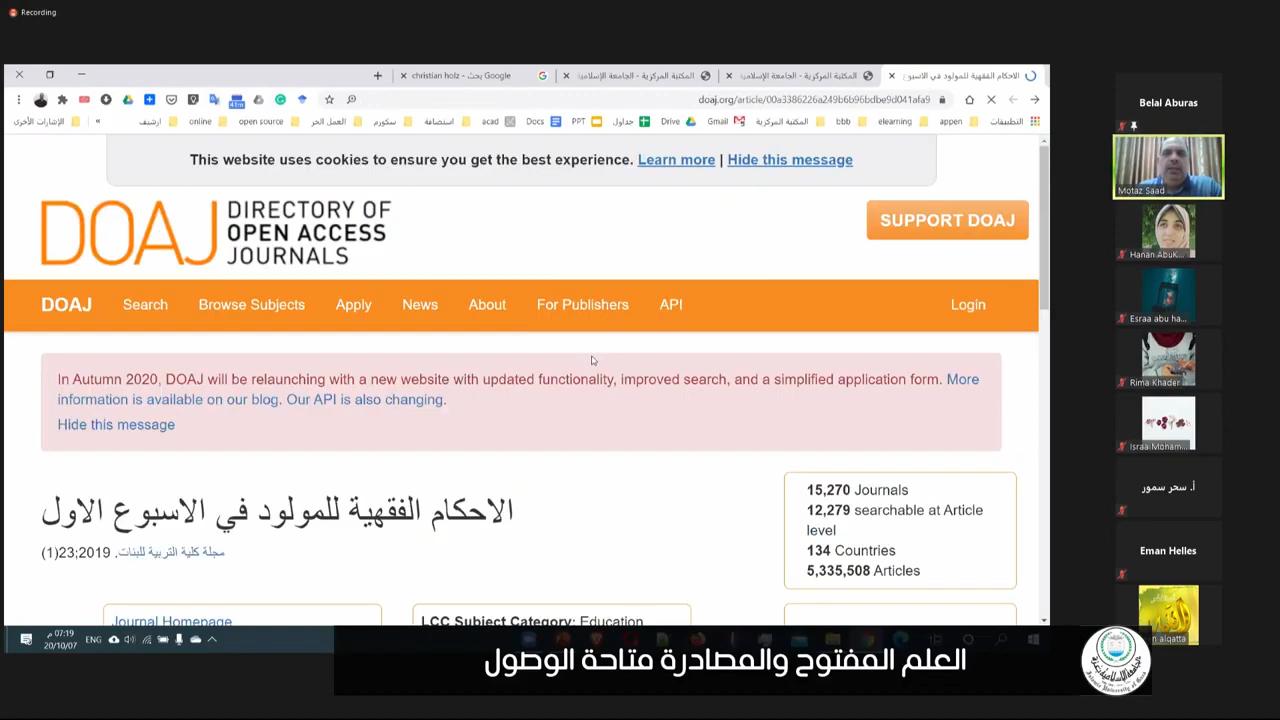 Recording
christian holz - بحث Google
المكتبة المركزية - الجامعة الإسلامية
المكتبة المركزية - الجامعة الإسلامية
الاحكام الفقهية للمولود في الاسبوع
doaj.org/article/00a3386226a249b6b96bdbe9d041afa9
الإشارات الأخرى
»
ارشيف
online
open source
العمل الحر
سكورم
استضافة
acad
Docs
PPT
جداول
Drive
Gmail
المكتبة المركزية
bbb
elearning
appen
التطبيقات
This website uses cookies to ensure you get the best experience. Learn more | Hide this message
DOAJ
DIRECTORY OF
OPEN ACCESS
JOURNALS
SUPPORT DOAJ
DOAJ Search Browse Subjects Apply News About For Publishers API Login
In Autumn 2020, DOAJ will be relaunching with a new website with updated functionality, improved search, and a simplified application form. More
information is available on our blog. Our API is also changing.
Hide this message
الاحكام الفقهية للمولود في الاسبوع الاول
مجلة كلية التربية للبنات. 2019;23(1)
15,270 Journals
12,279 searchable at Article
level
134 Countries
5,335,508 Articles
Journal Homepage
LCC Subject Category: Education
Belal Aburas
Motaz Saad
Hanan AbuK...
Esraa abu ha...
Rima Khader
Israa Moham...
أ. سحر سمور
Eman Helles
n alqatta
07:19 م
20/10/07
ENG
العلم المفتوح والمصادرة متاحة الوصول